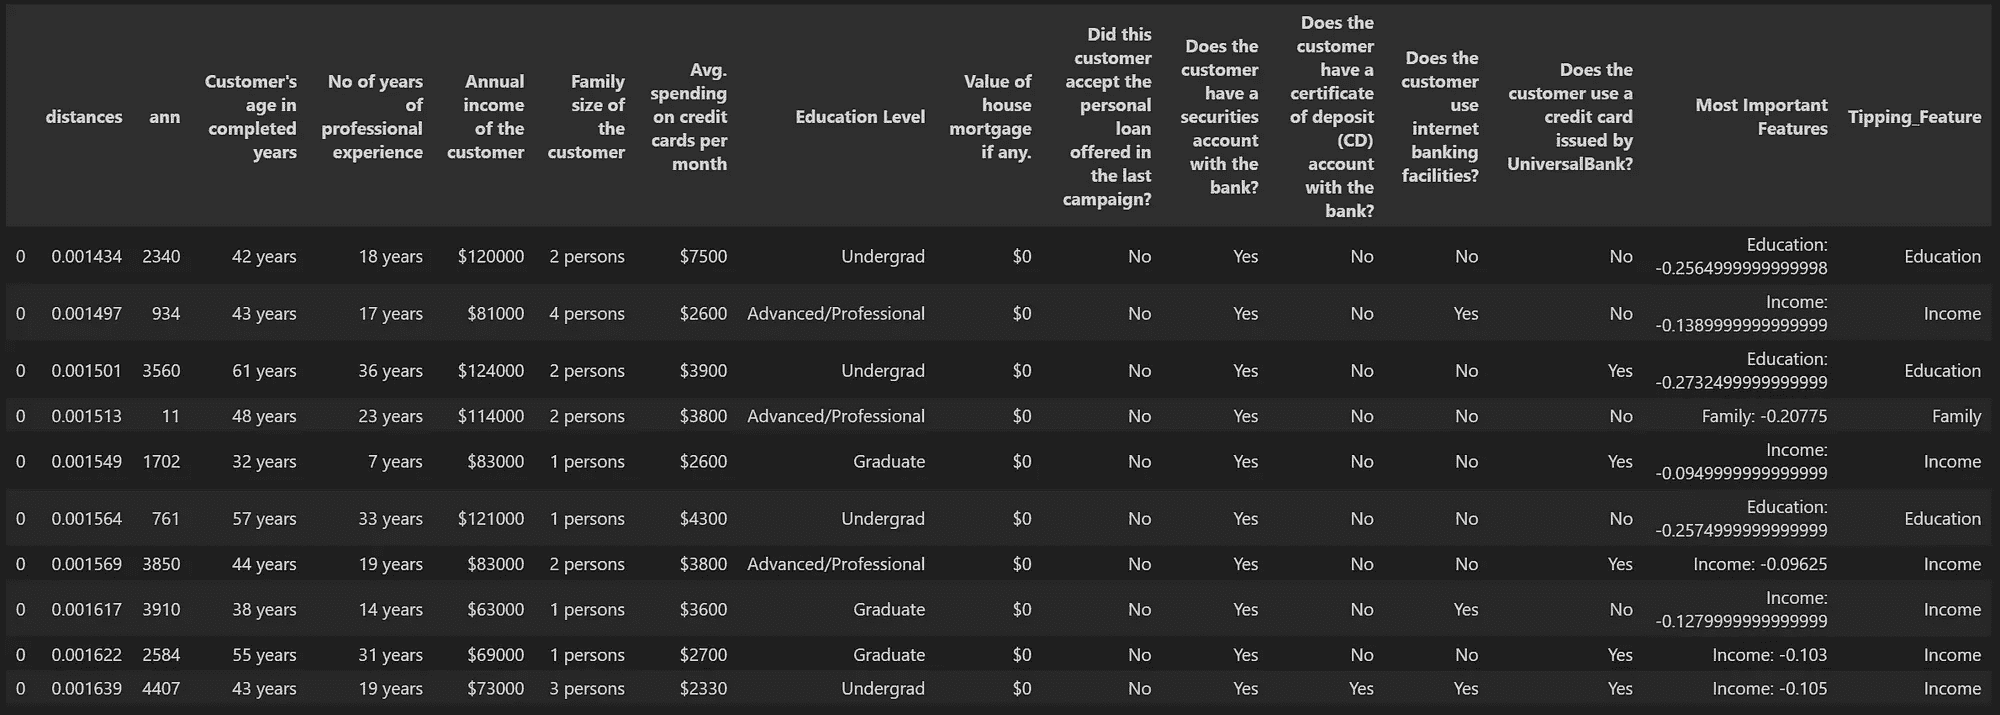 distances ann Customer's age in completed years No of years of professional experience Annual income of the customer Family size of the customer Avg. spending on credit cards per month Education Level Value of house mortgage if any. Did this customer accept the personal loan offered in the last campaign? Does the customer have a securities account with the bank? Does the customer have a certificate of deposit (CD) account with the bank? Does the customer use internet banking facilities? Does the customer use a credit card issued by UniversalBank? Most Important Features Tipping_Feature
0 0.001434 2340 42 years 18 years $120000 2 persons $7500 Undergrad $0 No Yes No No No Education: -0.2564999999999998 Education
0 0.001497 934 43 years 17 years $81000 4 persons $2600 Advanced/Professional $0 No Yes No Yes No Income: -0.1389999999999999 Income
0 0.001501 3560 61 years 36 years $124000 2 persons $3900 Undergrad $0 No Yes No No Yes Education: -0.2732499999999999 Education
0 0.001513 11 48 years 23 years $114000 2 persons $3800 Advanced/Professional $0 No Yes No No No Family: -0.20775 Family
0 0.001549 1702 32 years 7 years $83000 1 persons $2600 Graduate $0 No Yes No No Yes Income: -0.0949999999999999 Income
0 0.001564 761 57 years 33 years $121000 1 persons $4300 Undergrad $0 No Yes No No No Education: -0.2574999999999999 Education
0 0.001569 3850 44 years 19 years $83000 2 persons $3800 Advanced/Professional $0 No Yes No No Yes Income: -0.09625 Income
0 0.001617 3910 38 years 14 years $63000 1 persons $3600 Graduate $0 No Yes No Yes No Income: -0.1279999999999999 Income
0 0.001622 2584 55 years 31 years $69000 1 persons $2700 Graduate $0 No Yes No No Yes Income: -0.103 Income
0 0.001639 4407 43 years 19 years $73000 3 persons $2330 Undergrad $0 No Yes Yes Yes Yes Income: -0.105 Income